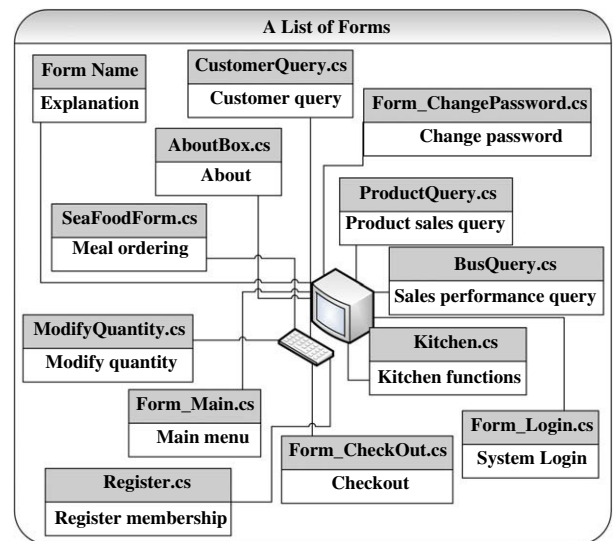 A List of Forms
Form Name
Explanation
CustomerQuery.cs
Customer query
Form_ChangePassword.cs
Change password
AboutBox.cs
About
ProductQuery.cs
Product sales query
SeaFoodForm.cs
Meal ordering
BusQuery.cs
Sales performance query
ModifyQuantity.cs
Modify quantity
Kitchen.cs
Kitchen functions
Form_Main.cs
Main menu
Form_Login.cs
System Login
Form_CheckOut.cs
Checkout
Register.cs
Register membership